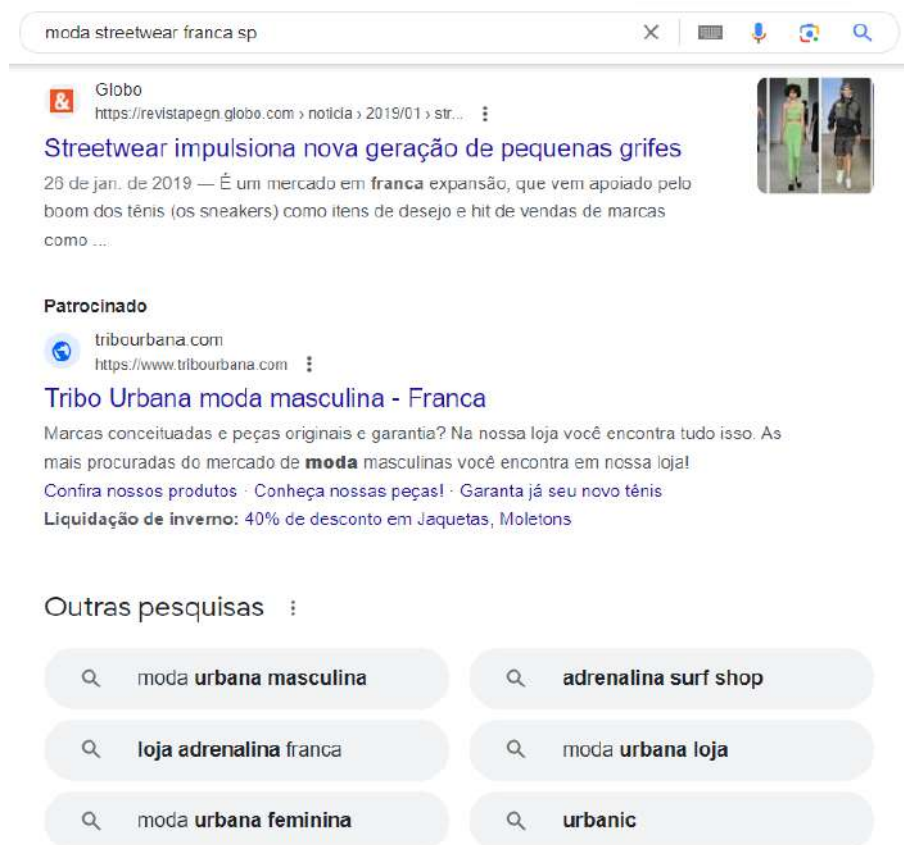 moda streetwear franca sp
Globo
https://revistapegn.globo.com › noticia › 2019/01 › str...
Streetwear impulsiona nova geração de pequenas grifes
26 de jan. de 2019 — É um mercado em franca expansão, que vem apoiado pelo
boom dos tênis (os sneakers) como itens de desejo e hit de vendas de marcas
como ...
Patrocinado
tribourbana.com
https://www.tribourbana.com
Tribo Urbana moda masculina - Franca
Marcas conceituadas e peças originais e garantia? Na nossa loja você encontra tudo isso. As
mais procuradas do mercado de moda masculinas você encontra em nossa loja!
Confira nossos produtos · Conheça nossas peças! · Garanta já seu novo tênis
Liquidação de inverno: 40% de desconto em Jaquetas, Moletons
Outras pesquisas
moda urbana masculina
adrenalina surf shop
loja adrenalina franca
moda urbana loja
moda urbana feminina
urbanic